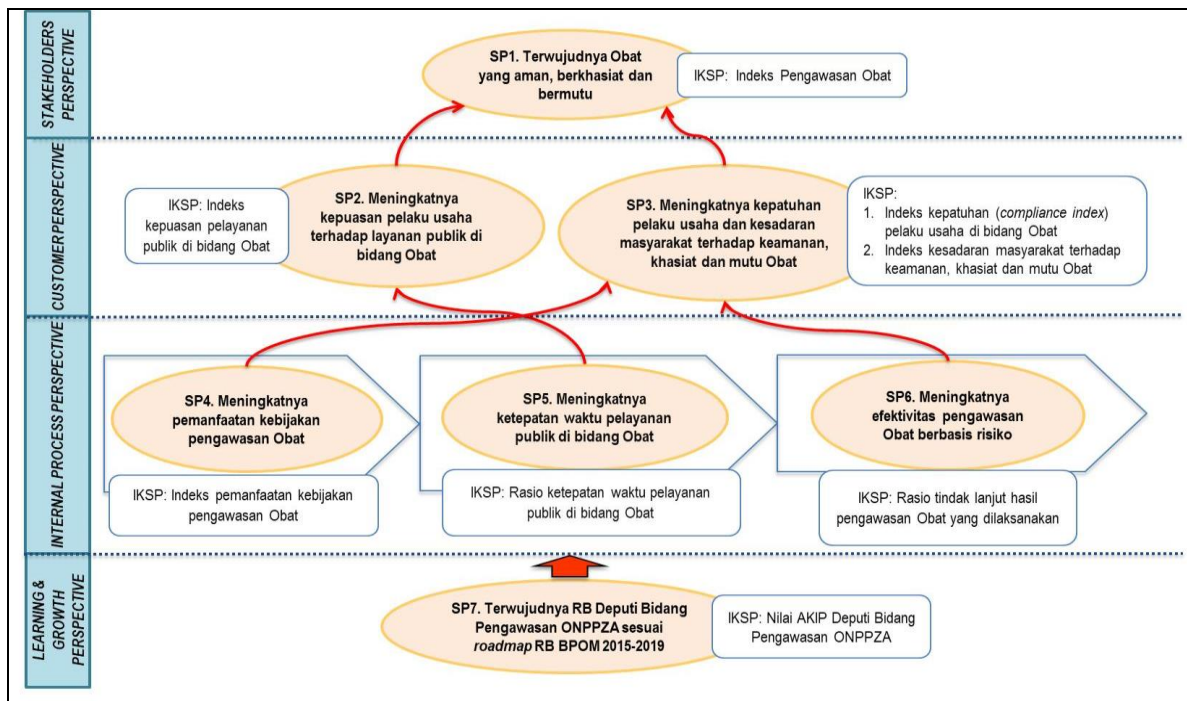 STAKEHOLDERS
PERSPECTIVE
SP1. Terwujudnya Obat
yang aman, berkhasiat dan
bermutu
IKSP: Indeks Pengawasan Obat
CUSTOMER PERSPECTIVE
IKSP: Indeks
kepuasan pelayanan
publik di bidang Obat
SP2. Meningkatnya
kepuasan pelaku usaha
terhadap layanan publik di
bidang Obat
SP3. Meningkatnya kepatuhan
pelaku usaha dan kesadaran
masyarakat terhadap keamanan,
khasiat dan mutu Obat
IKSP:
1. Indeks kepatuhan (compliance index)
pelaku usaha di bidang Obat
2. Indeks kesadaran masyarakat terhadap
keamanan, khasiat dan mutu Obat
INTERNAL PROCESS PERSPECTIVE
SP4. Meningkatnya
pemanfaatan kebijakan
pengawasan Obat
IKSP: Indeks pemanfaatan kebijakan
pengawasan Obat
SP5. Meningkatnya
ketepatan waktu pelayanan
publik di bidang Obat
IKSP: Rasio ketepatan waktu pelayanan
publik di bidang Obat
SP6. Meningkatnya
efektivitas pengawasan
Obat berbasis risiko
IKSP: Rasio tindak lanjut hasil
pengawasan Obat yang dilaksanakan
LEARNING &
GROWTH
PERSPECTIVE
SP7. Terwujudnya RB Deputi Bidang
Pengawasan ONPPZA sesuai
roadmap RB BPOM 2015-2019
IKSP: Nilai AKIP Deputi Bidang
Pengawasan ONPPZA